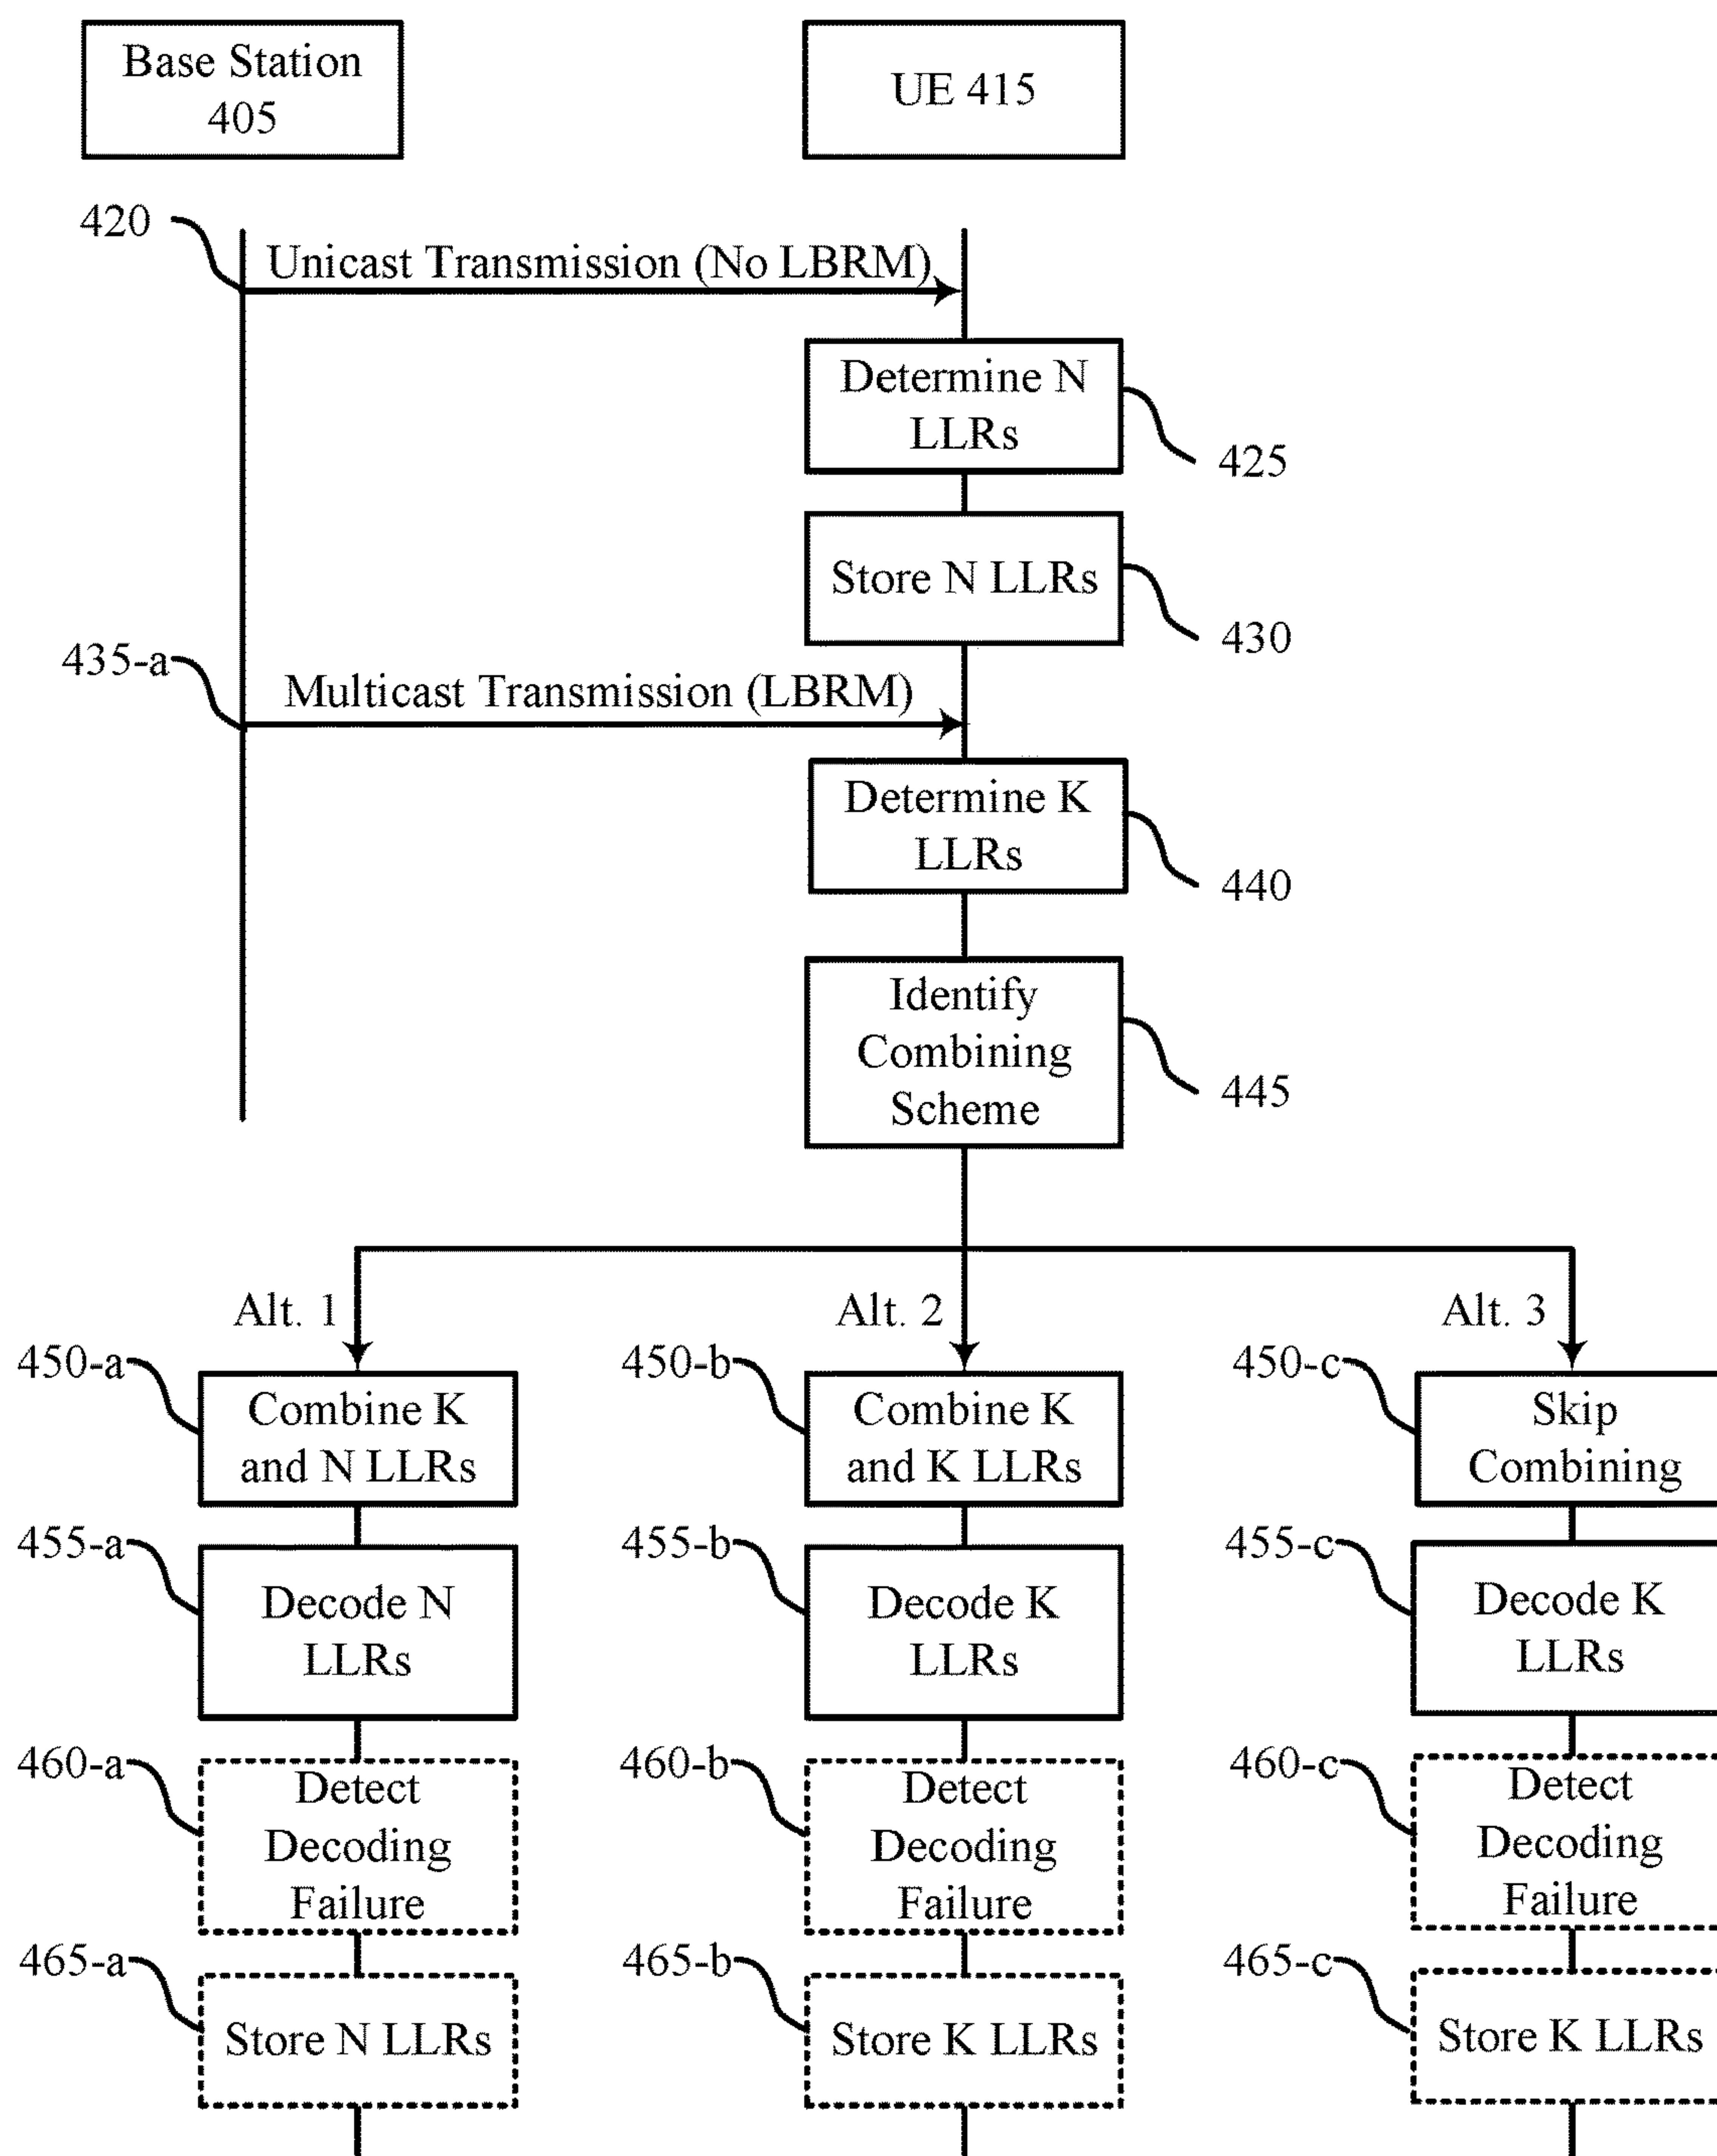 Base Station
405
UE 415
420
Unicast Transmission (No LBRM)
Determine N
LLRs
425
Store N LLRs
430
435-a
Multicast Transmission (LBRM)
Determine K
LLRs
440
Identify
Combining
Scheme
445
Alt. 1
Alt. 2
Alt. 3
450-a
Combine K
and N LLRs
450-b
Combine K
and K LLRs
450-c
Skip
Combining
455-a
Decode N
LLRs
455-b
Decode K
LLRs
455-c
Decode K
LLRs
460-a
Detect
Decoding
Failure
460-b
Detect
Decoding
Failure
460-c
Detect
Decoding
Failure
465-a
Store N LLRs
465-b
Store K LLRs
465-c
Store K LLRs